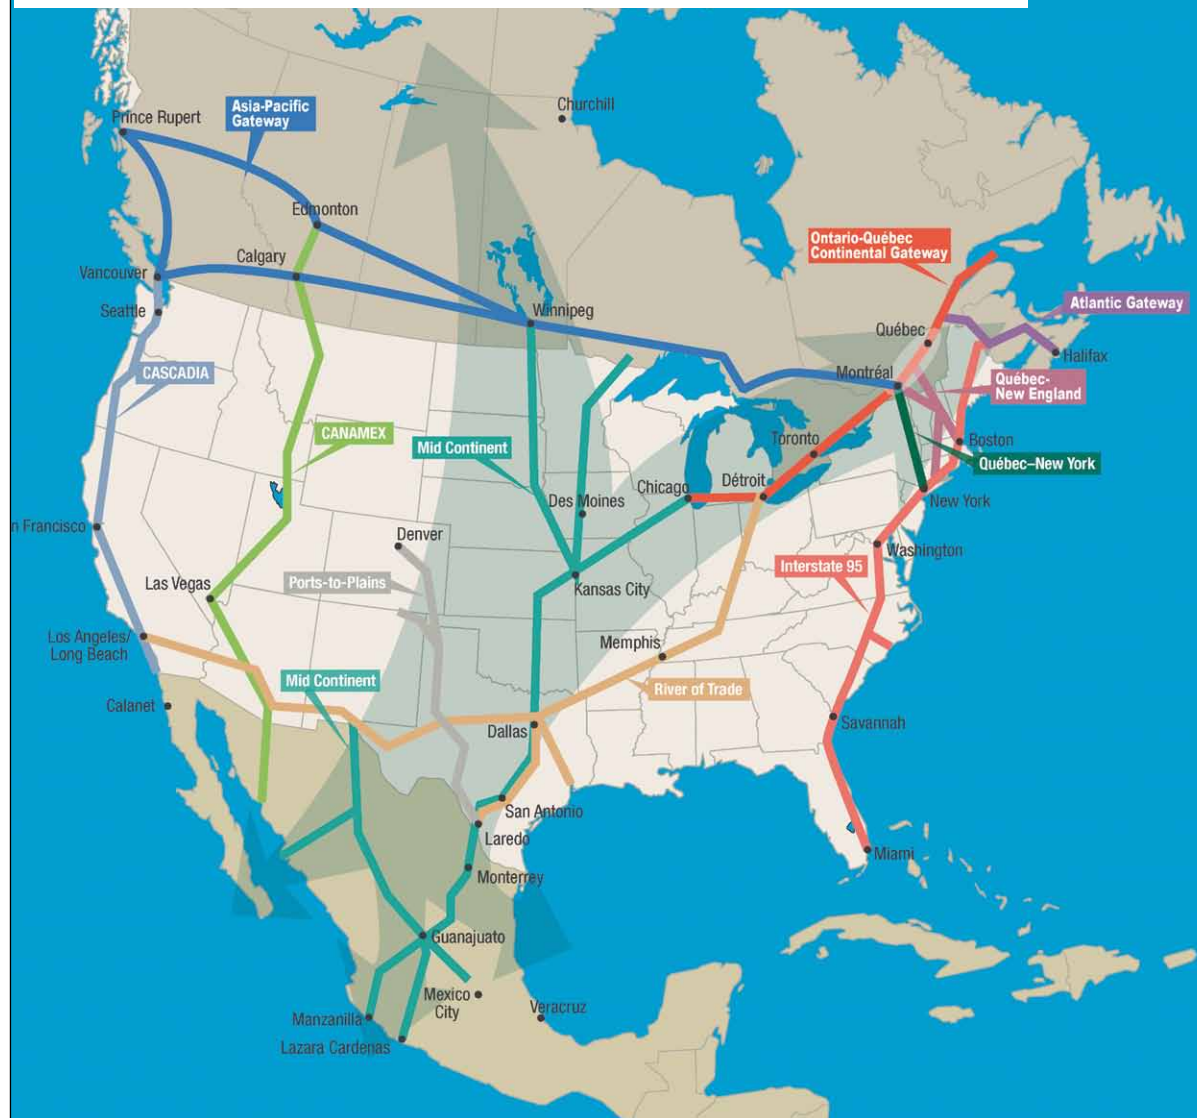 Churchill
Prince Rupert
Asia-Pacific
Gateway
Edmonton
Ontario-Québec
Continental Gateway
Calgary
Vancouver
Winnipeg
Atlantic Gateway
Seattle
Québec
Halifax
CASCADIA
Montréal
Québec-
New England
CANAMEX
Mid Continent
Toronto
Boston
Québec–New York
Chicago
Détroit
Des Moines
New York
n Francisco
Denver
Washington
Las Vegas
Ports-to-Plains
Kansas City
Interstate 95
Los Angeles/
Long Beach
Memphis
Mid Continent
River of Trade
Calanet
Dallas
Savannah
San Antonio
Laredo
Miami
Monterrey
Guanajuato
Mexico
City
Veracruz
Manzanilla
Lazara Cardenas